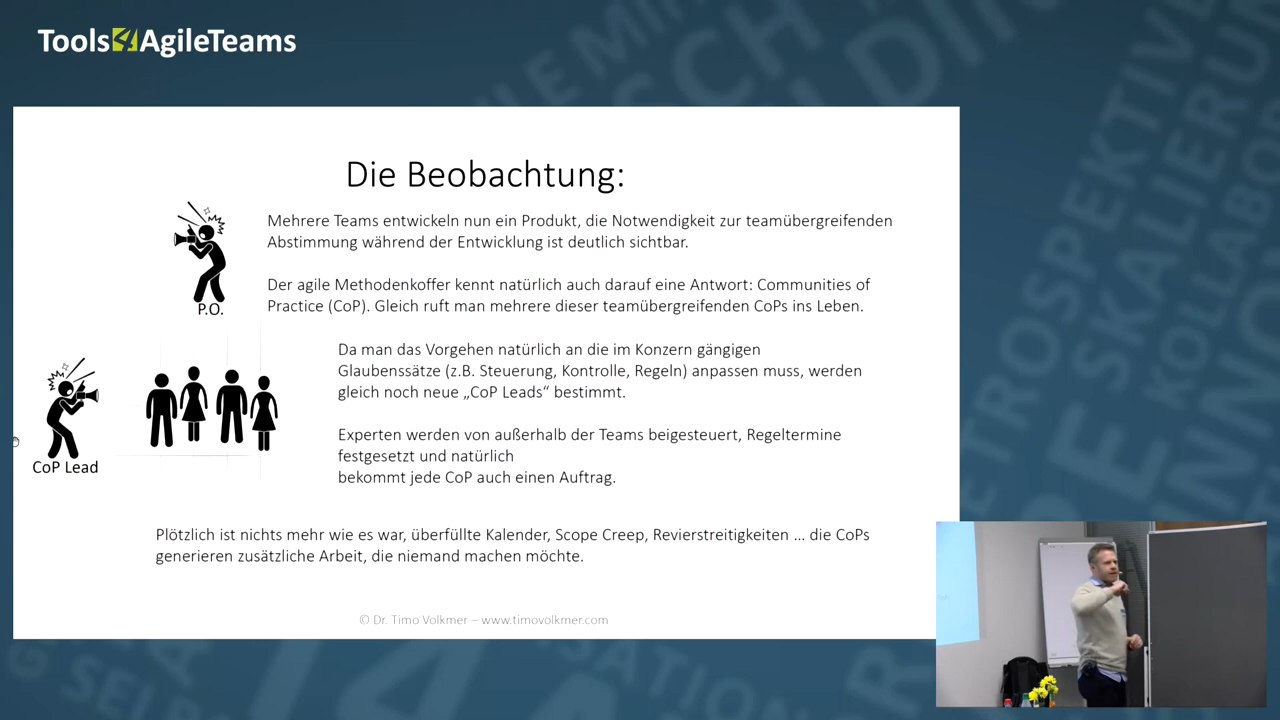 Tools4AgileTeams
Die Beobachtung:
Mehrere Teams entwickeln nun ein Produkt, die Notwendigkeit zur teamübergreifenden
Abstimmung während der Entwicklung ist deutlich sichtbar.
Der agile Methodenkoffer kennt natürlich auch darauf eine Antwort: Communities of
Practice (CoP). Gleich ruft man mehrere dieser teamübergreifenden CoPs ins Leben.
P.O.
Da man das Vorgehen natürlich an die im Konzern gängigen
Glaubenssätze (z.B. Steuerung, Kontrolle, Regeln) anpassen muss, werden
gleich noch neue „CoP Leads“ bestimmt.
Experten werden von außerhalb der Teams beigesteuert, Regeltermine
festgesetzt und natürlich
bekommt jede CoP auch einen Auftrag.
CoP Lead
Plötzlich ist nichts mehr wie es war, überfüllte Kalender, Scope Creep, Revierstreitigkeiten ... die CoPs
generieren zusätzliche Arbeit, die niemand machen möchte.
© Dr. Timo Volkmer – www.timovolkmer.com